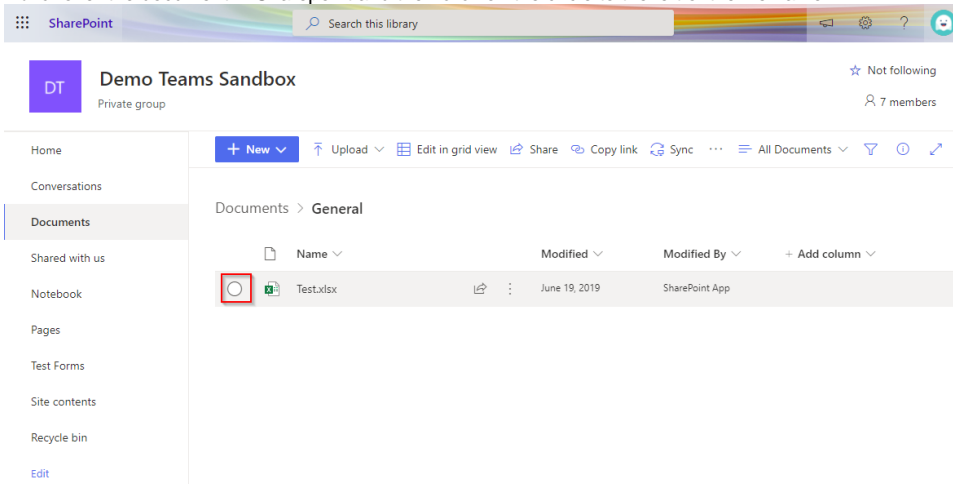 SharePoint
Search this library
?
DT
Demo Teams Sandbox
Private group
Not following
7 members
Home
Conversations
Documents
Shared with us
Notebook
Pages
Test Forms
Site contents
Recycle bin
Edit
+ New
Upload
Edit in grid view
Share
Copy link
Sync
...
All Documents
Documents > General
Name
Modified
Modified By
+ Add column
Test.xlsx
June 19, 2019
SharePoint App